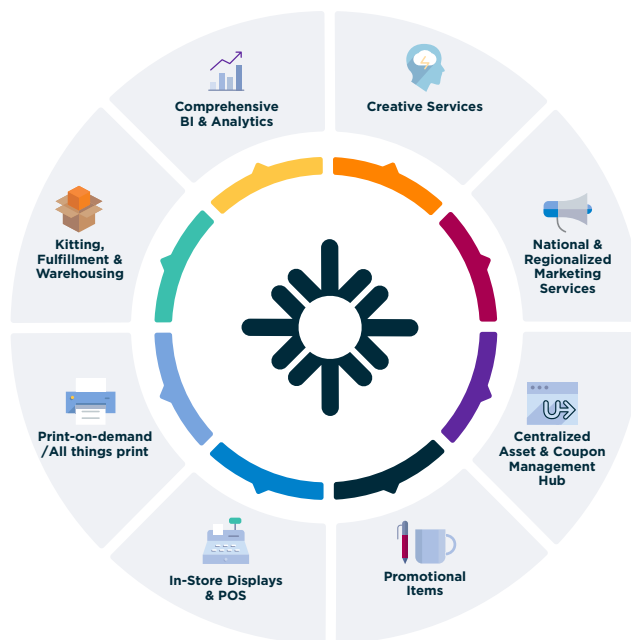 Comprehensive
BI & Analytics
Creative Services
National &
Regionalized
Marketing
Services
Centralized
Asset & Coupon
Management
Hub
Promotional
Items
In-Store Displays
& POS
Print-on-demand
/All things print
Kitting,
Fulfillment &
Warehousing